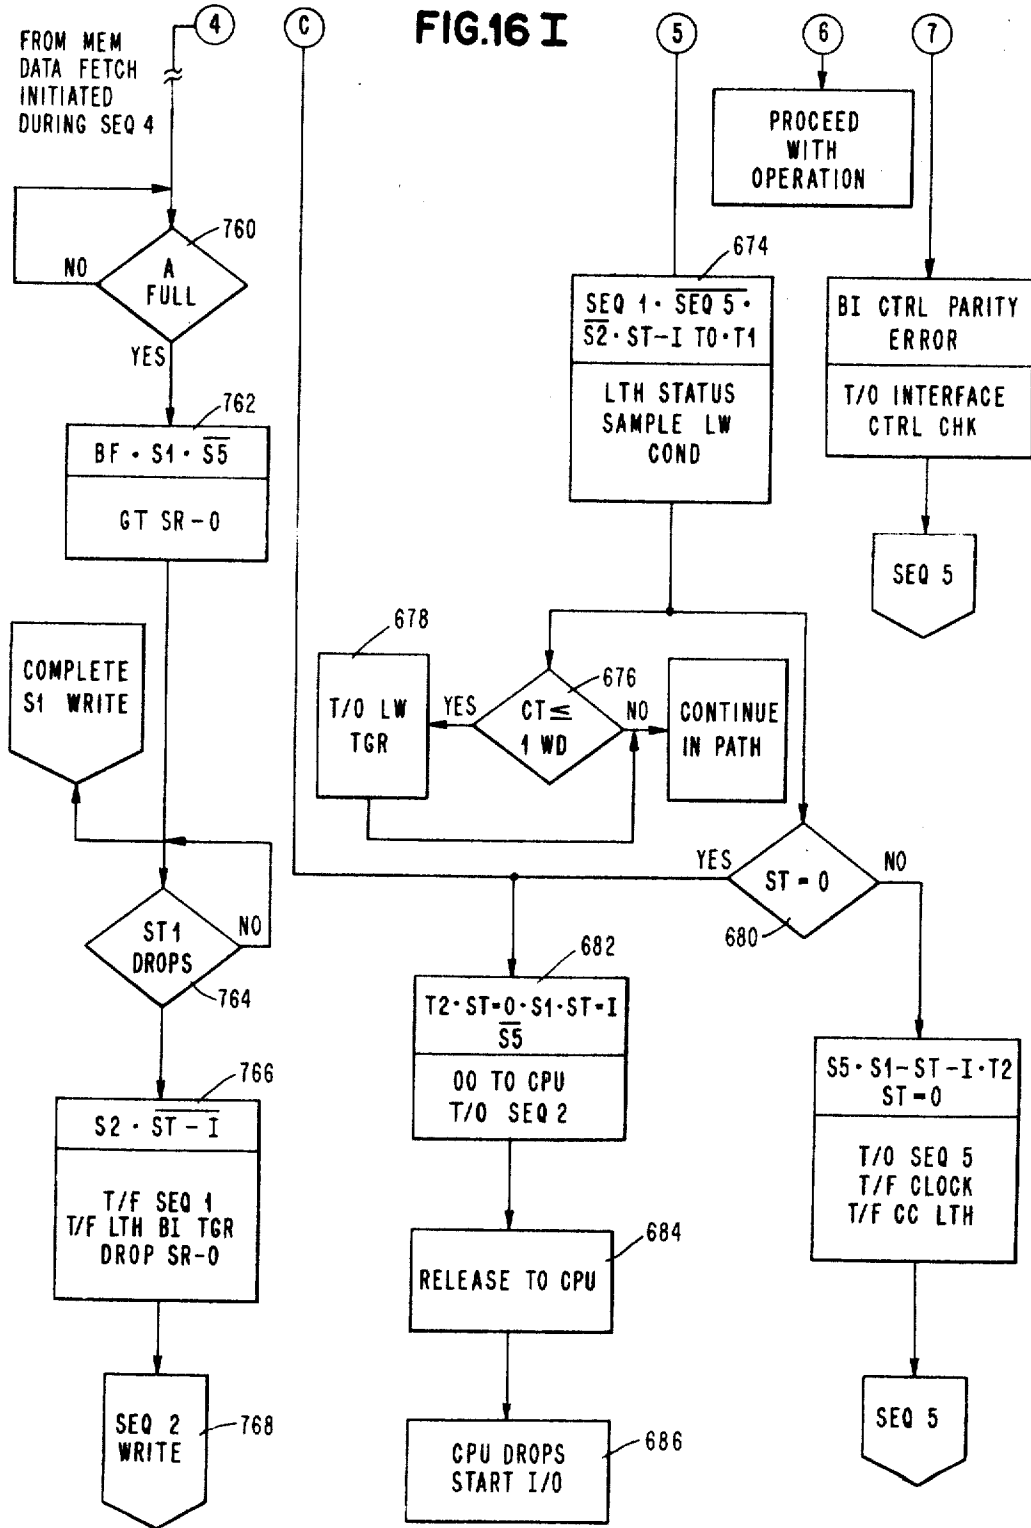 FIG.16 I
4
C
5
6
7
FROM MEM
DATA FETCH
INITIATED
DURING SEQ 4
760
NO
A
FULL
YES
762
BF · S1 · S̅5̅
GT SR-0
COMPLETE
S1 WRITE
ST1
DROPS
NO
764
766
S2 · S̅T̅ ̅-̅ ̅I̅
T/F SEQ 1
T/F LTH BI TGR
DROP SR-0
SEQ 2
WRITE
768
PROCEED
WITH
OPERATION
674
SEQ 1 · S̅E̅Q̅ ̅5̅ ·
S̅2̅ · ST-I TO · T1
LTH STATUS
SAMPLE LW
COND
BI CTRL PARITY
ERROR
T/O INTERFACE
CTRL CHK
SEQ 5
678
T/O LW
TGR
YES
676
CT ≤
1 WD
NO
CONTINUE
IN PATH
YES
ST = 0
NO
680
682
T2 · ST=0 · S1 · ST-I
S̅5̅
00 TO CPU
T/O SEQ 2
684
RELEASE TO CPU
686
CPU DROPS
START I/O
S5 · S1-ST-I · T2
ST=0
T/O SEQ 5
T/F CLOCK
T/F CC LTH
SEQ 5